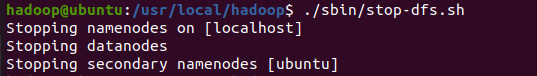 hadoop@ubuntu:/usr/local/hadoop$ ./sbin/stop-dfs.sh
Stopping namenodes on [localhost]
Stopping datanodes
Stopping secondary namenodes [ubuntu]